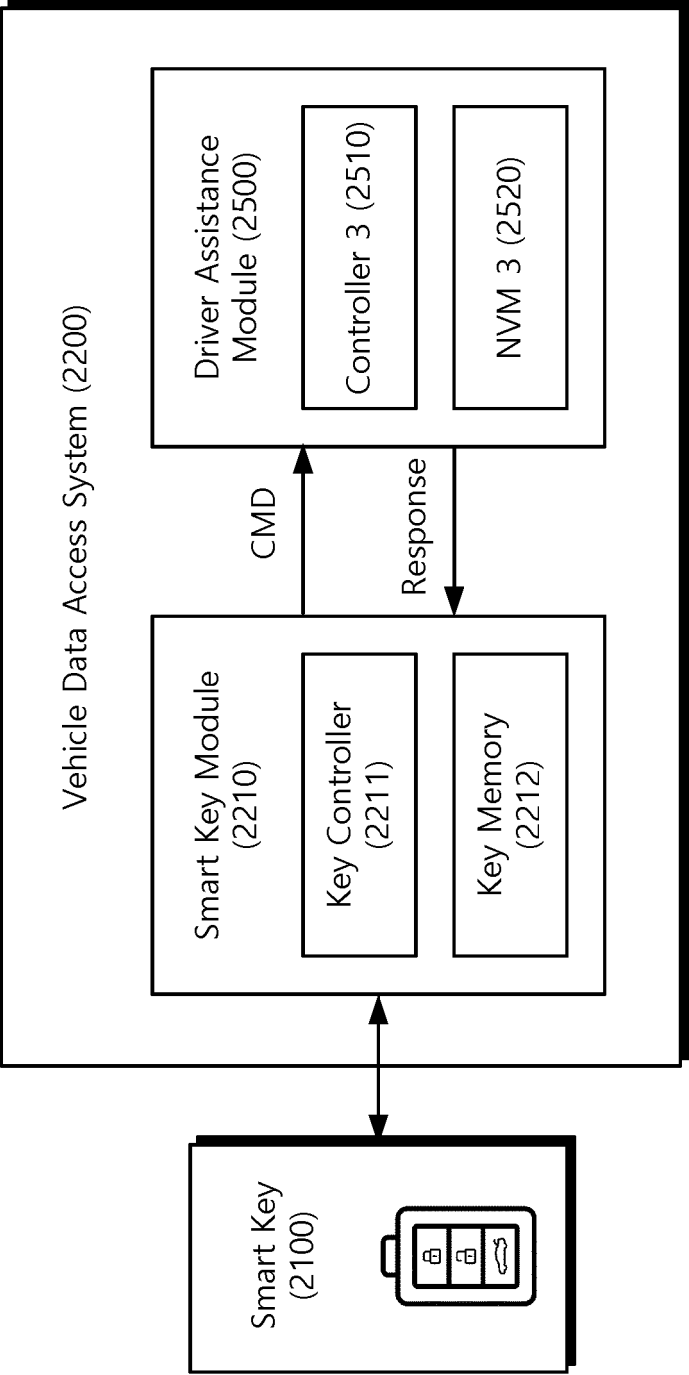 Vehicle Data Access System (2200)
Smart Key
(2100)
Smart Key Module
(2210)
Key Controller
(2211)
Key Memory
(2212)
CMD
Response
Driver Assistance
Module (2500)
Controller 3 (2510)
NVM 3 (2520)